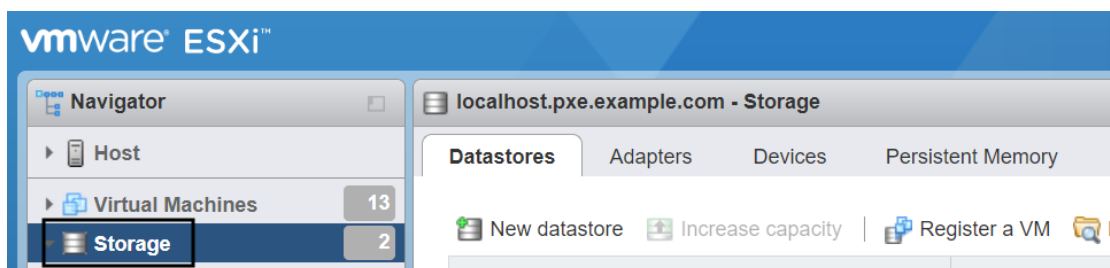 vmware® ESXi™
Navigator
localhost.pxe.example.com - Storage
Host
Datastores Adapters Devices Persistent Memory
Virtual Machines 13
Storage 2
New datastore Increase capacity Register a VM